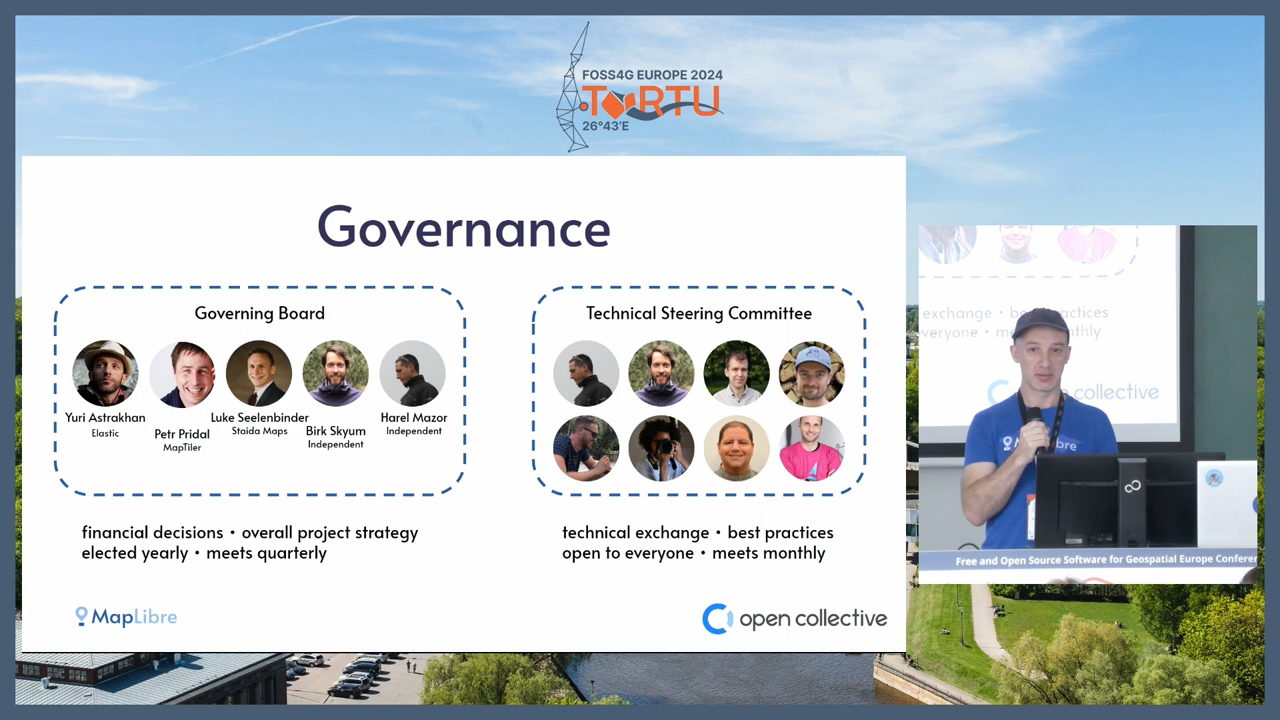 FOSS4G EUROPE 2024
TORTU
26°43'E
Governance
Governing Board
Yuri Astrakhan
Elastic
Petr Pridal
MapTiler
Luke Seelenbinder
Stadia Maps
Birk Skyum
Independent
Harel Mazor
Independent
financial decisions • overall project strategy
elected yearly • meets quarterly
Technical Steering Committee
technical exchange • best practices
open to everyone • meets monthly
MapLibre
open collective
exchange • best practices
everyone • monthly
collective
MapLibre
Free and Open Source Software for Geospatial Europe Confere